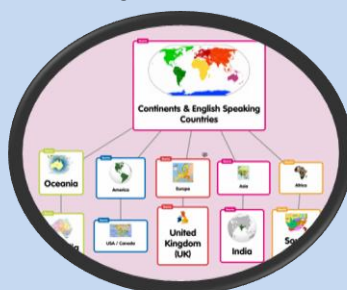 Continents & English Speaking
Countries
Oceania
America
Europe
Asia
Africa
USA / Canada
United
Kingdom
(UK)
India